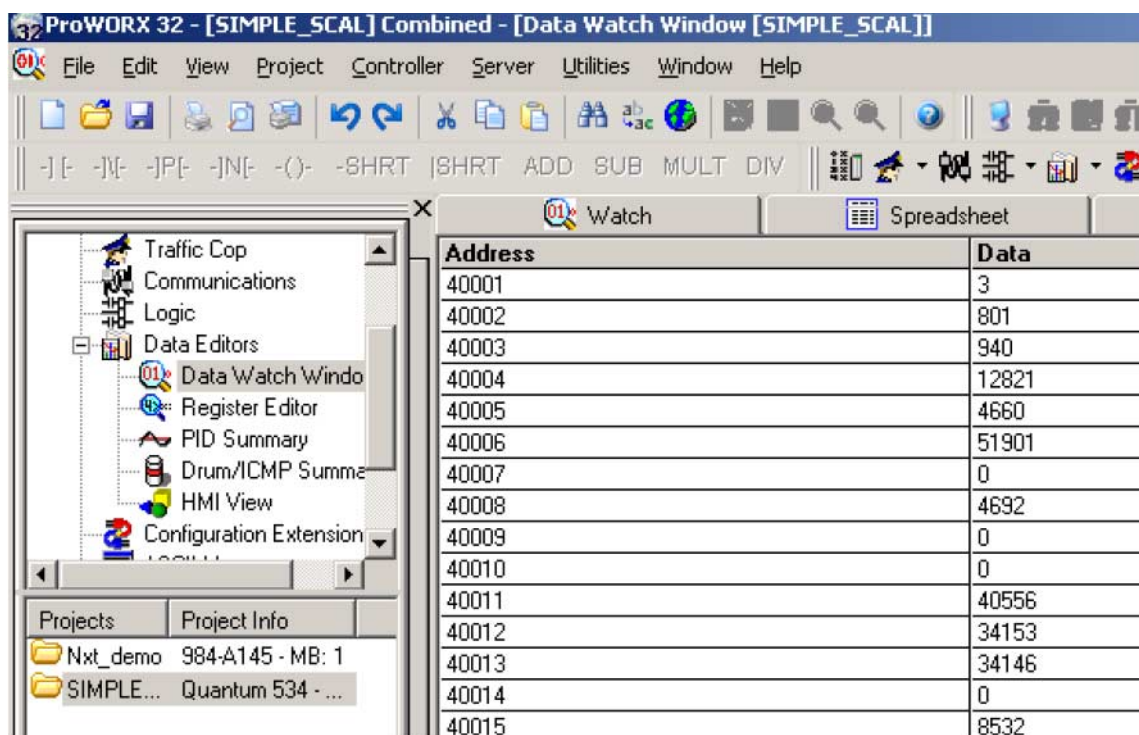 ProWORX 32 - [SIMPLE_SCAL] Combined - [Data Watch Window [SIMPLE_SCAL]]
File Edit View Project Controller Server Utilities Window Help
-] [- -]\[- -]P[- -]N[- -( )- -SHRT |SHRT ADD SUB MULT DIV
Traffic Cop
Communications
Logic
Data Editors
Data Watch Windo
Register Editor
PID Summary
Drum/ICMP Summa
HMI View
Configuration Extension
Projects Project Info
Nxt_demo 984-A145 - MB: 1
SIMPLE... Quantum 534 - ...
Watch Spreadsheet
Address Data
40001 3
40002 801
40003 940
40004 12821
40005 4660
40006 51901
40007 0
40008 4692
40009 0
40010 0
40011 40556
40012 34153
40013 34146
40014 0
40015 8532